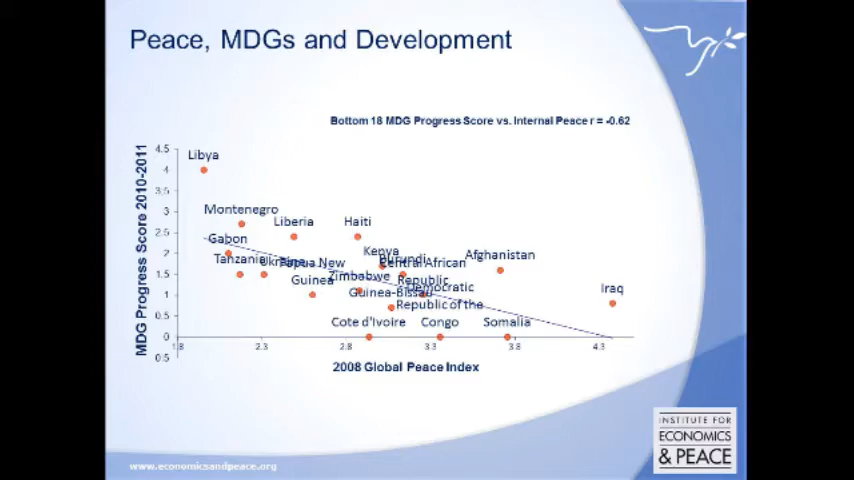 Peace, MDGs and Development
Bottom 18 MDG Progress Score vs. Internal Peace r = -0.62
MDG Progress Score 2010-2011
4.5
4
3.5
3
2.5
2
1.5
1
0.5
0
0.5
1.8
2.3
2.8
3.3
3.8
4.3
Libya
Montenegro
Liberia
Haiti
Gabon
Kenya
Burundi
Afghanistan
Tanzania
Ukraine
Papua New
Guinea
Central African
Republic
Zimbabwe
Democratic
Republic of the
Congo
Guinea-Bissau
Iraq
Cote d'Ivoire
Somalia
2008 Global Peace Index
INSTITUTE FOR
ECONOMICS
& PEACE
www.economicsandpeace.org